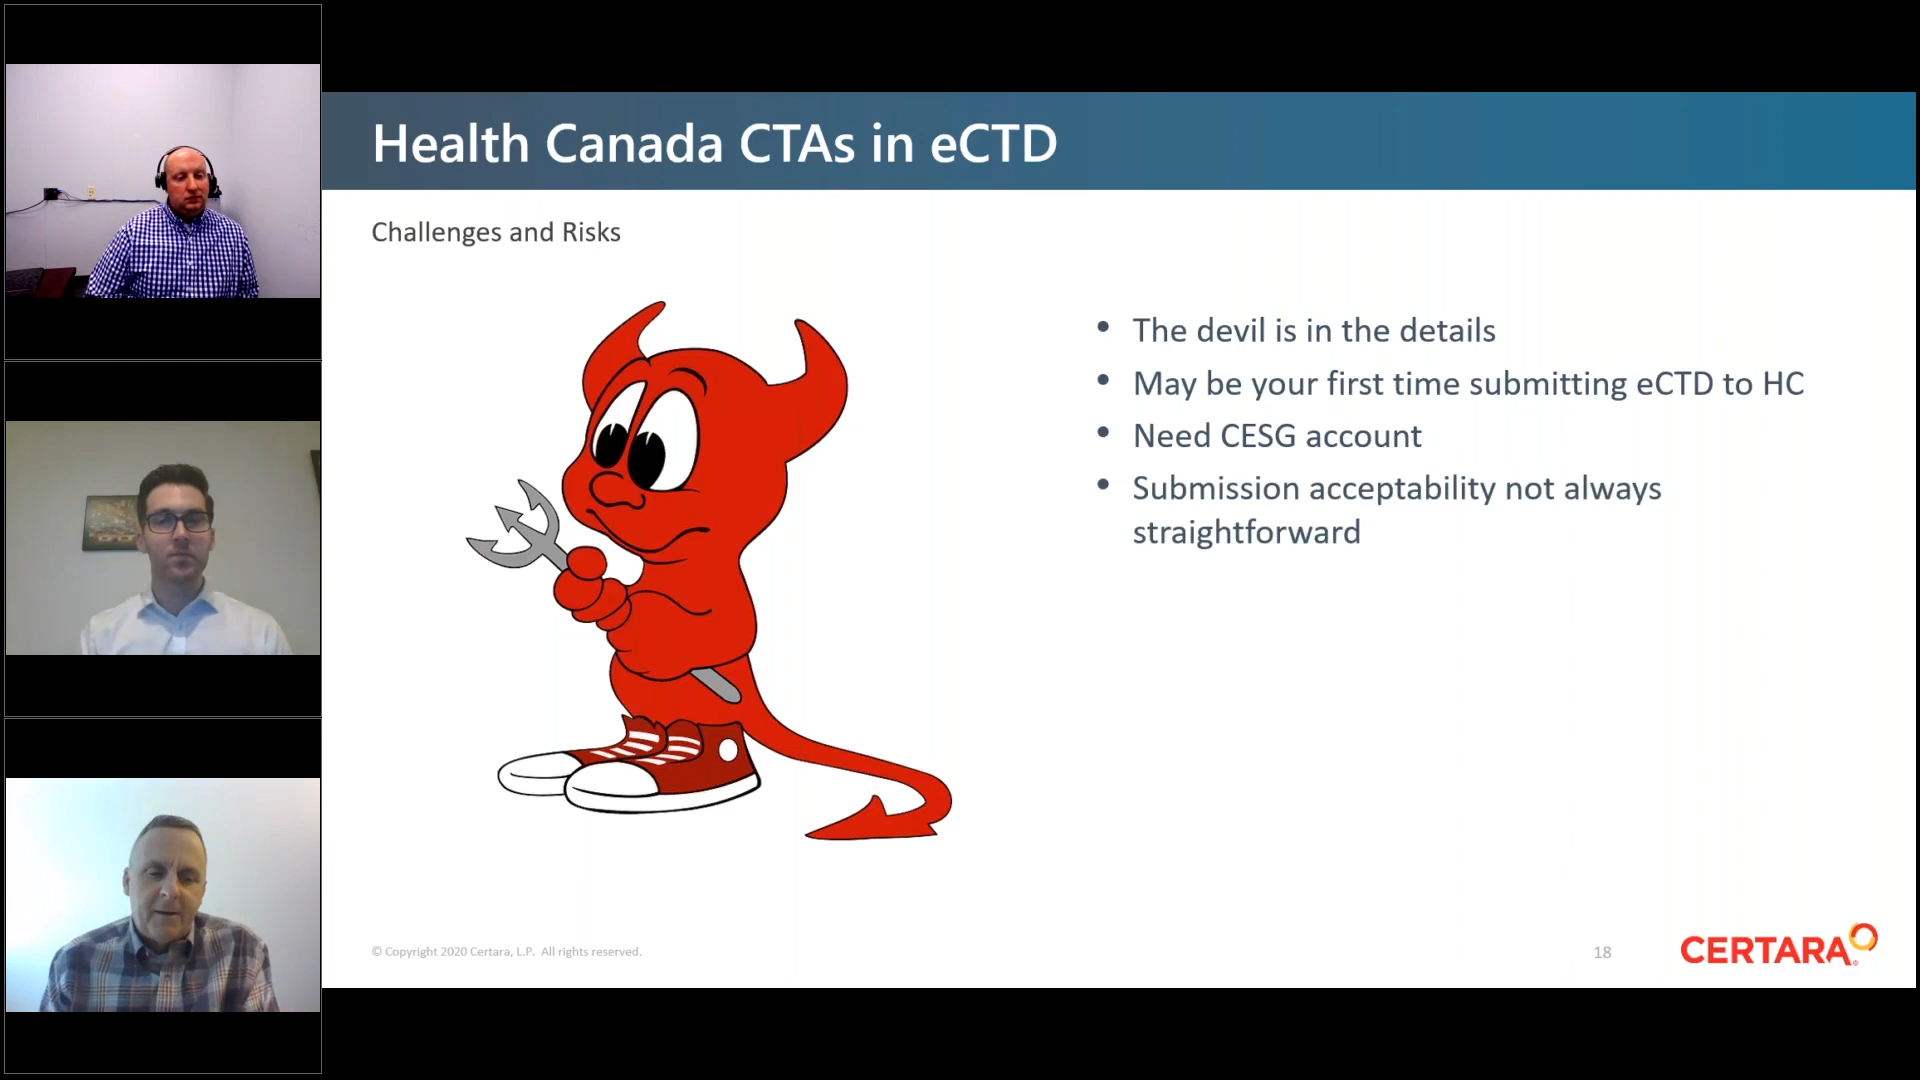 Health Canada CTAs in eCTD
Challenges and Risks
• The devil is in the details
• May be your first time submitting eCTD to HC
• Need CESG account
• Submission acceptability not always
straightforward
© Copyright 2020 Certara, L.P. All rights reserved.
18
CERTARA